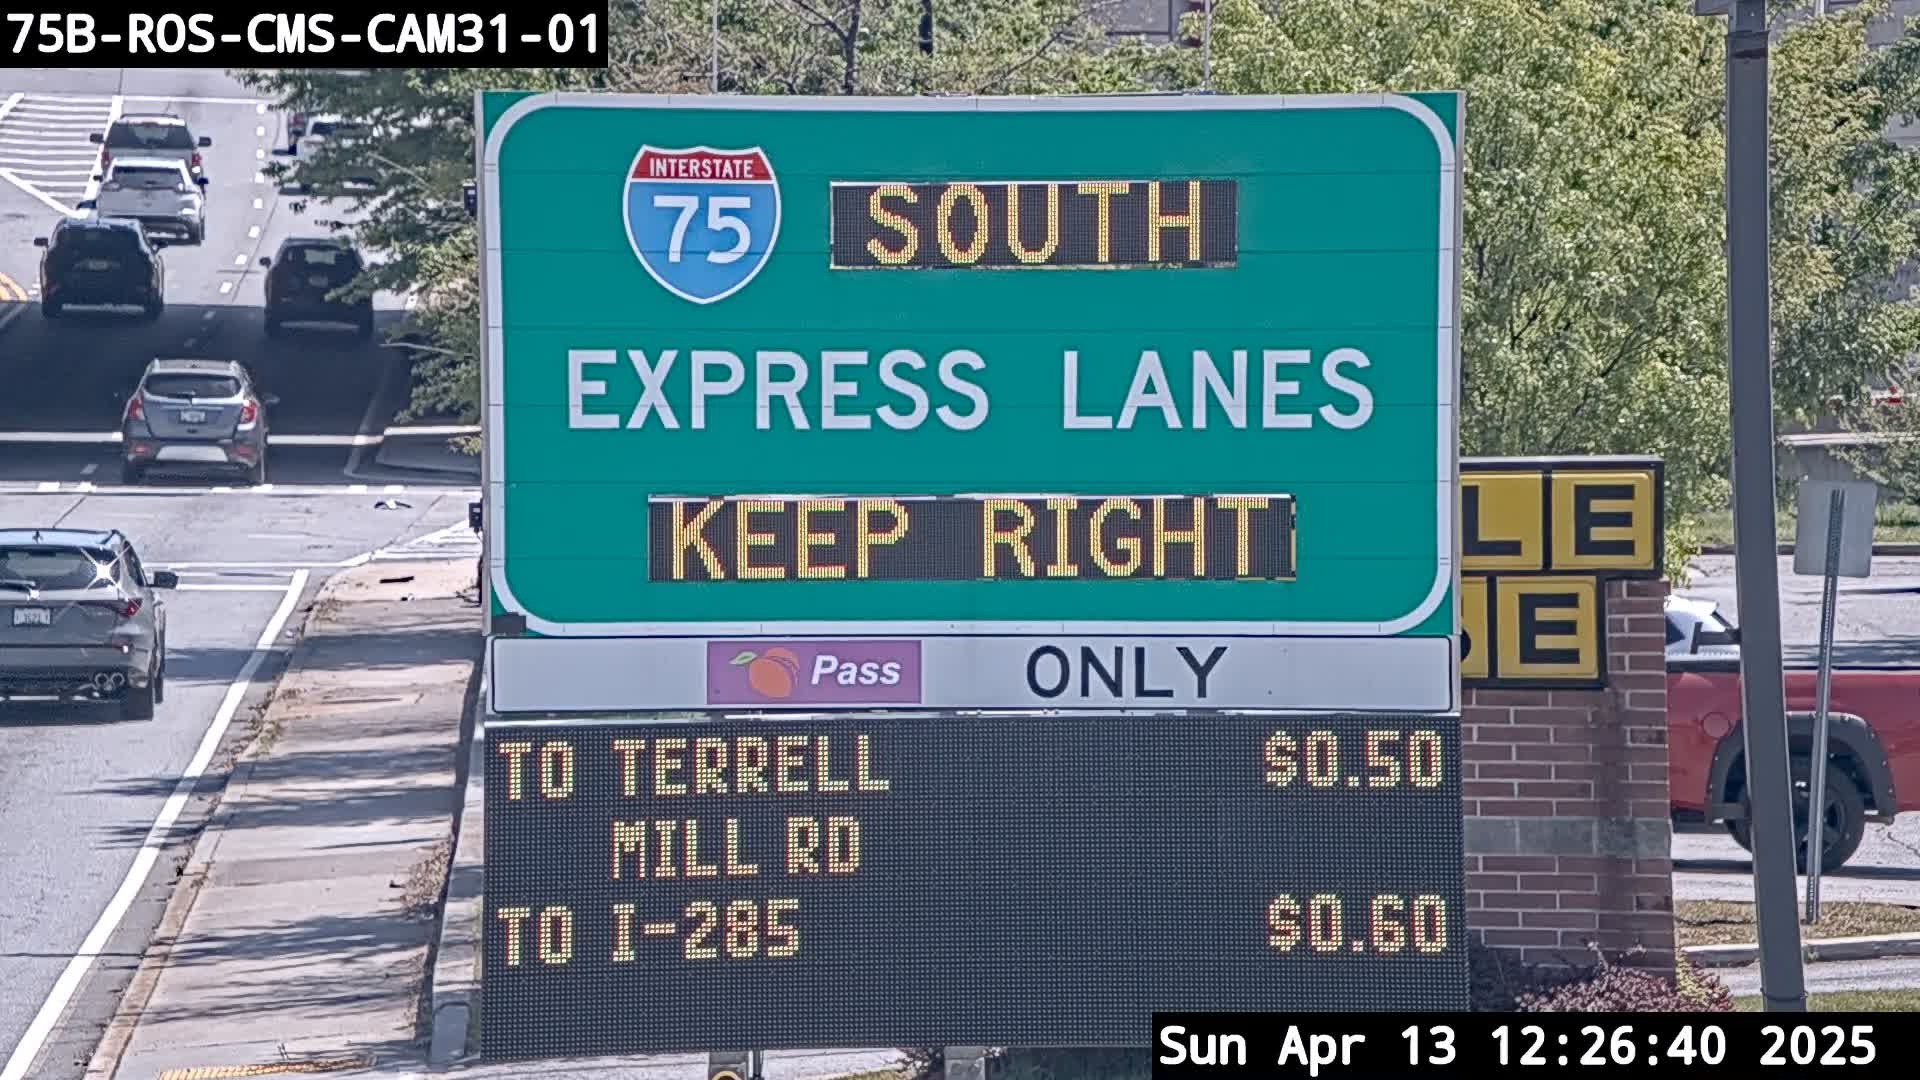 75B-ROS-CMS-CAM31-01
INTERSTATE
75
SOUTH
EXPRESS LANES
KEEP RIGHT
Pass ONLY
TO TERRELL $0.50
MILL RD
TO I-285 $0.60
LE
E
Sun Apr 13 12:26:40 2025